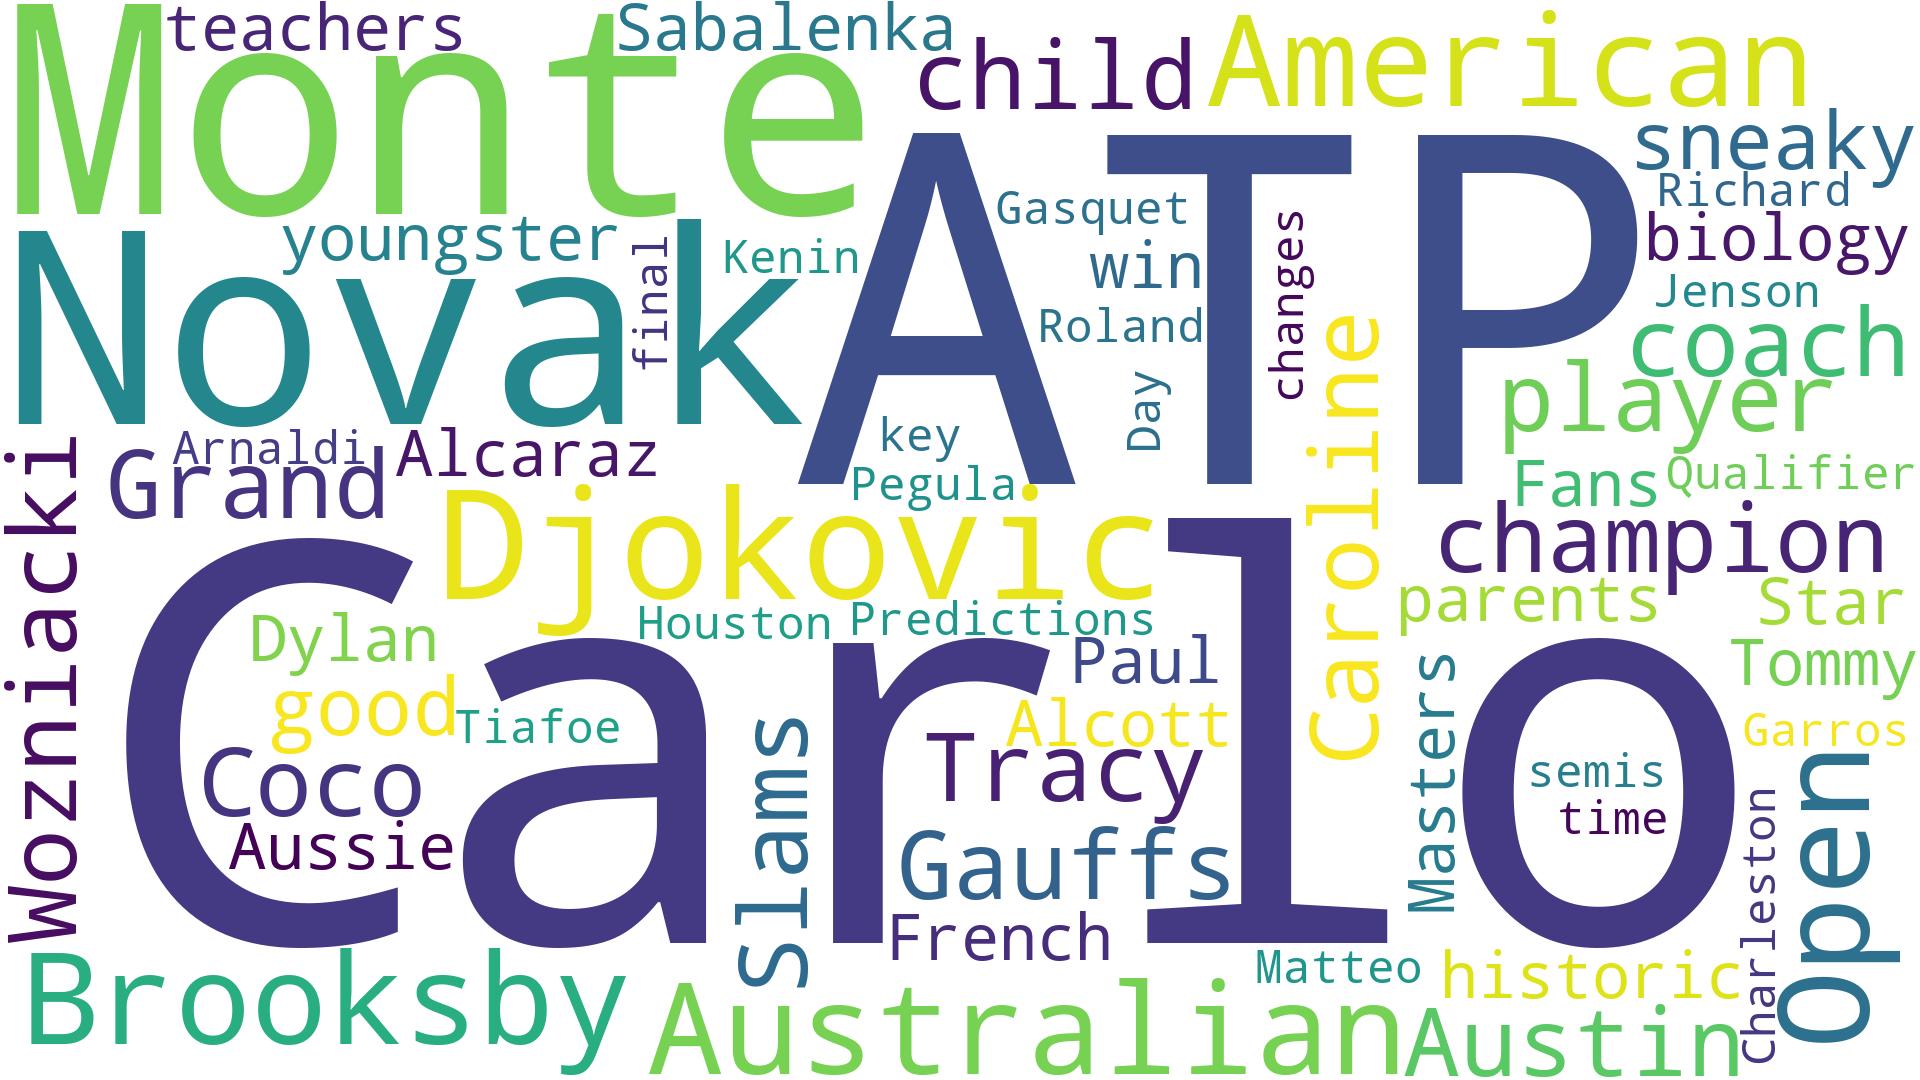 Monte
teachers
Sabalenka
child
American
sneaky
Richard
Gasquet
ATP
Novak
youngster
final
Kenin
win
changes
biology
Jenson
Roland
coach
Day
Caroline
player
key
Arnaldi
Alcaraz
Grand
Pegula
Fans
Qualifier
Wozniacki
Djokovic
champion
Carlo
parents
Star
Dylan
Houston
Predictions
Paul
Tommy
good
Tiafoe
Alcott
Garros
Masters
Coco
Slams
Tracy
semis
time
Aussie
Gauffs
Open
Charleston
French
Brooksby
Matteo
historic
Australian
Austin